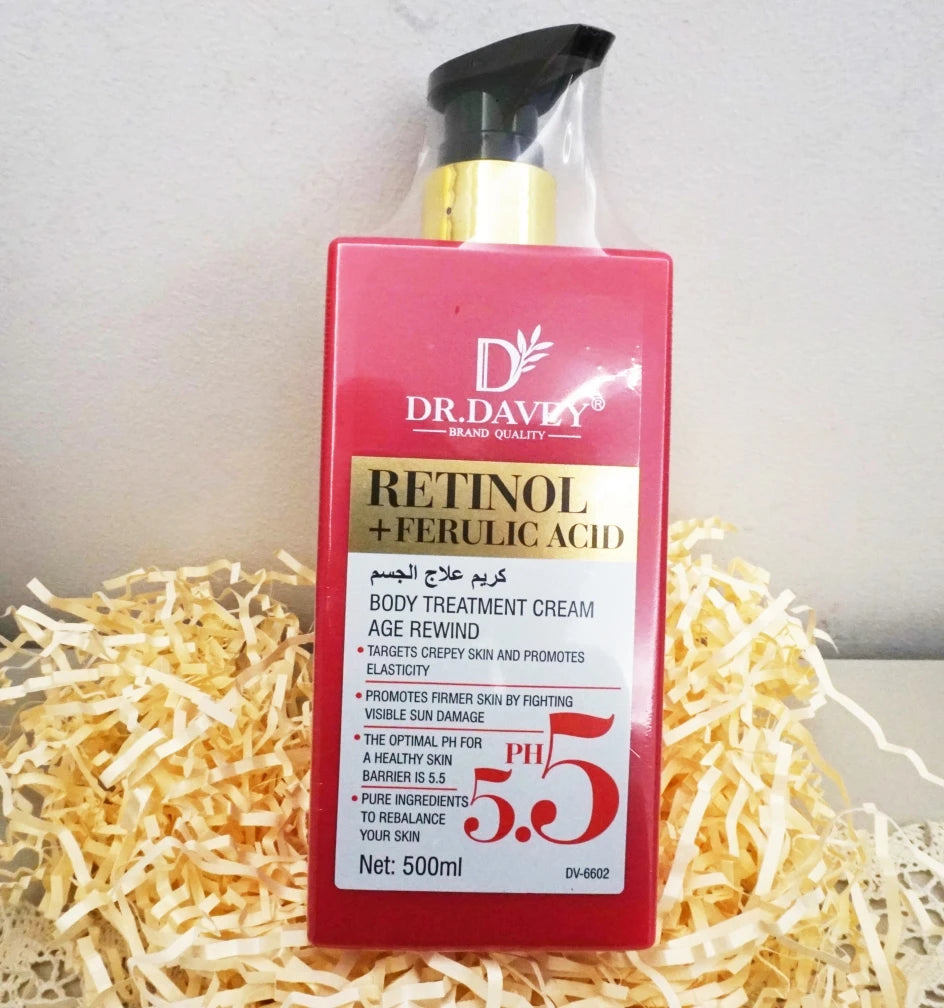 D
DR.DAVEY®
BRAND QUALITY
RETINOL
+FERULIC ACID
كريم علاج الجسم
BODY TREATMENT CREAM
AGE REWIND
• TARGETS CREPEY SKIN AND PROMOTES
ELASTICITY
• PROMOTES FIRMER SKIN BY FIGHTING
VISIBLE SUN DAMAGE
• THE OPTIMAL PH FOR
A HEALTHY SKIN
BARRIER IS 5.5
• PURE INGREDIENTS
TO REBALANCE
YOUR SKIN
PH
5.5
Net: 500ml
DV-6602